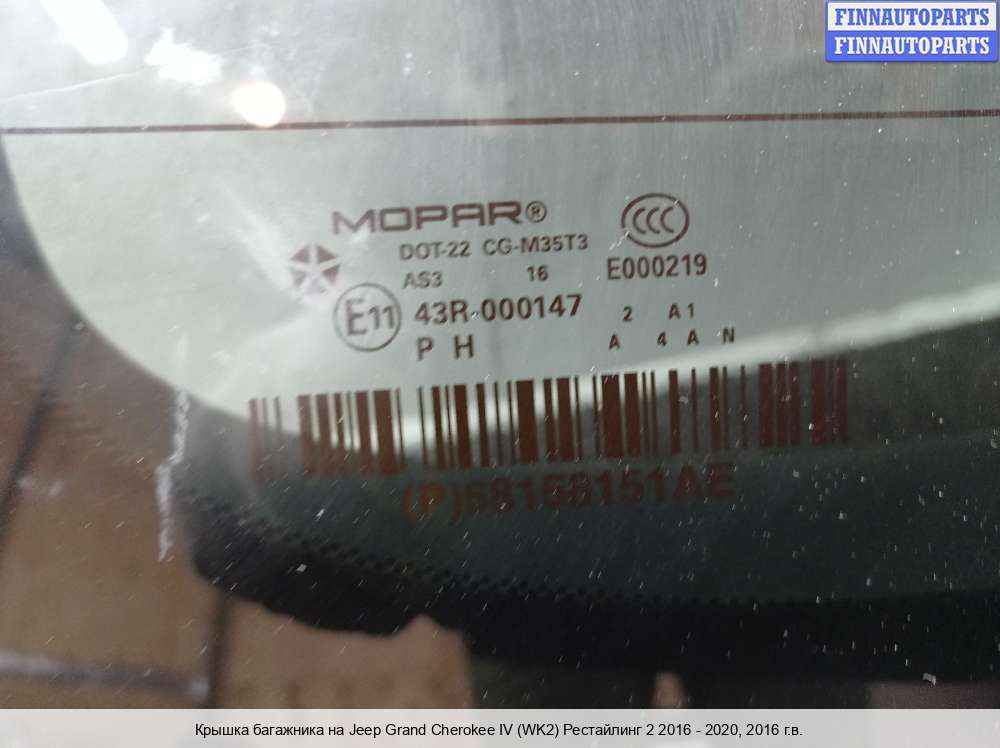 FINNAUTOPARTS
FINNAUTOPARTS
MOPAR®
CCC
DOT-22 CG-M35T3
AS3 16 E000219
E11 43R-000147 2 A1
P H A 4 A N
(P)68158151AE
Крышка багажника на Jeep Grand Cherokee IV (WK2) Рестайлинг 2 2016 - 2020, 2016 г.в.